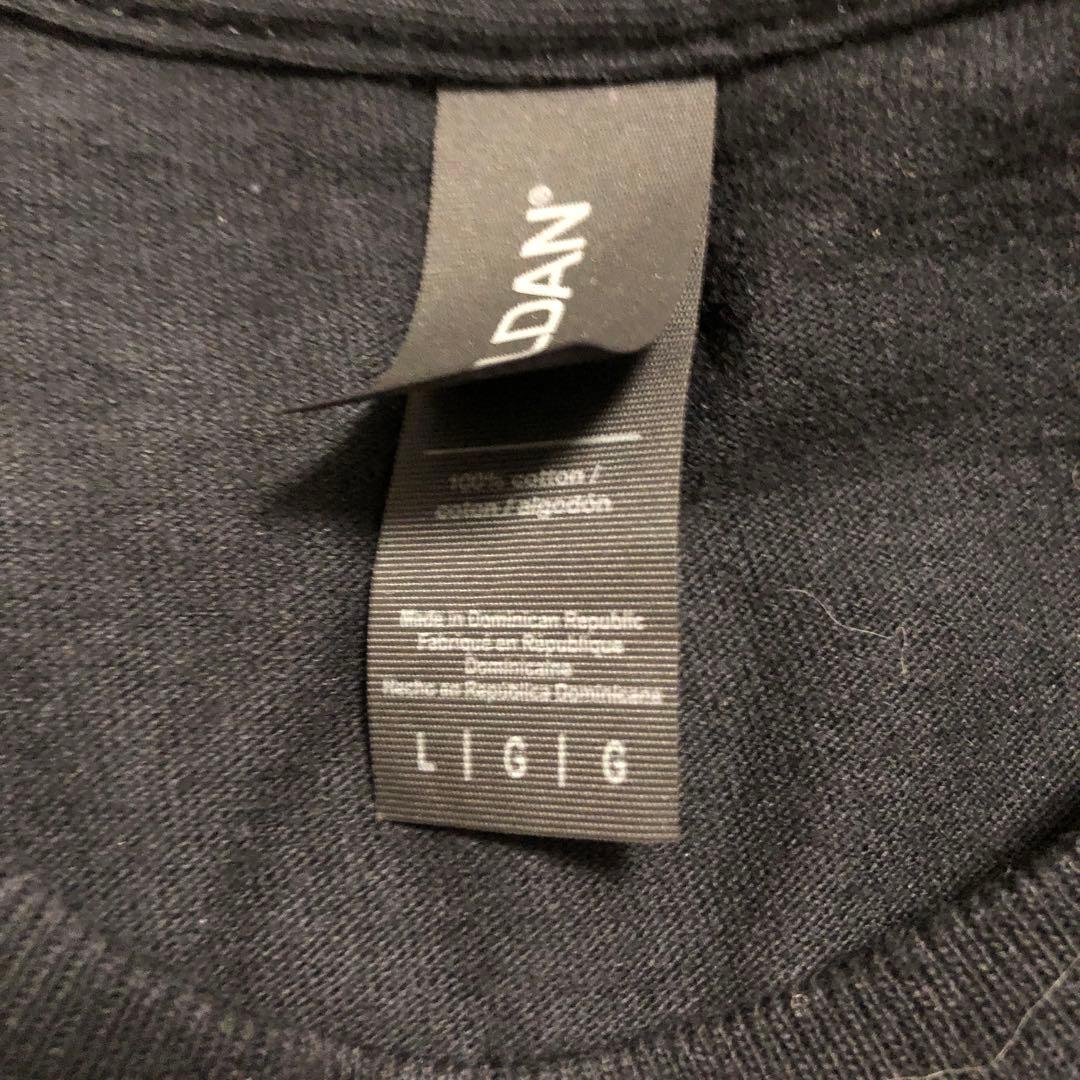 LDAN®
100% cotton /
coton / algodón
Made in Dominican Republic
Fabriqué en République
Dominicaine
Hecho en República Dominicana
L | G | G